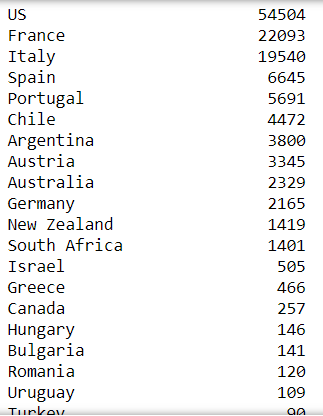 US 54504
France 22093
Italy 19540
Spain 6645
Portugal 5691
Chile 4472
Argentina 3800
Austria 3345
Australia 2329
Germany 2165
New Zealand 1419
South Africa 1401
Israel 505
Greece 466
Canada 257
Hungary 146
Bulgaria 141
Romania 120
Uruguay 109
Turkey 90